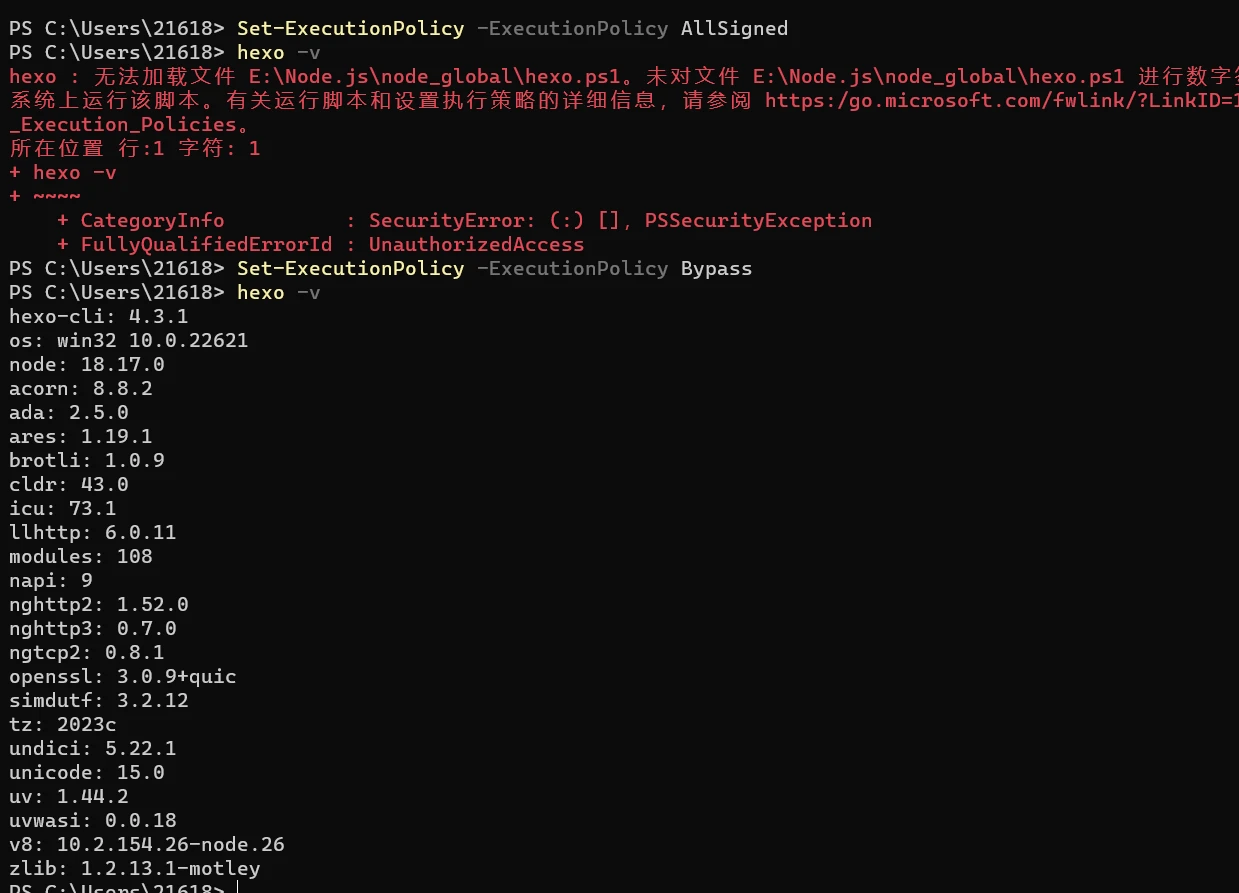 PS C:\Users\21618> Set-ExecutionPolicy -ExecutionPolicy AllSigned
PS C:\Users\21618> hexo -v
hexo : 无法加载文件 E:\Node.js\node_global\hexo.ps1。未对文件 E:\Node.js\node_global\hexo.ps1 进行数字
系统上运行该脚本。有关运行脚本和设置执行策略的详细信息，请参阅 https:/go.microsoft.com/fwlink/?LinkID=1
_Execution_Policies。
所在位置 行:1 字符: 1
+ hexo -v
+ ~~~~
    + CategoryInfo          : SecurityError: (:) [], PSSecurityException
    + FullyQualifiedErrorId : UnauthorizedAccess
PS C:\Users\21618> Set-ExecutionPolicy -ExecutionPolicy Bypass
PS C:\Users\21618> hexo -v
hexo-cli: 4.3.1
os: win32 10.0.22621
node: 18.17.0
acorn: 8.8.2
ada: 2.5.0
ares: 1.19.1
brotli: 1.0.9
cldr: 43.0
icu: 73.1
llhttp: 6.0.11
modules: 108
napi: 9
nghttp2: 1.52.0
nghttp3: 0.7.0
ngtcp2: 0.8.1
openssl: 3.0.9+quic
simdutf: 3.2.12
tz: 2023c
undici: 5.22.1
unicode: 15.0
uv: 1.44.2
uvwasi: 0.0.18
v8: 10.2.154.26-node.26
zlib: 1.2.13.1-motley
PS C:\Users\21618>